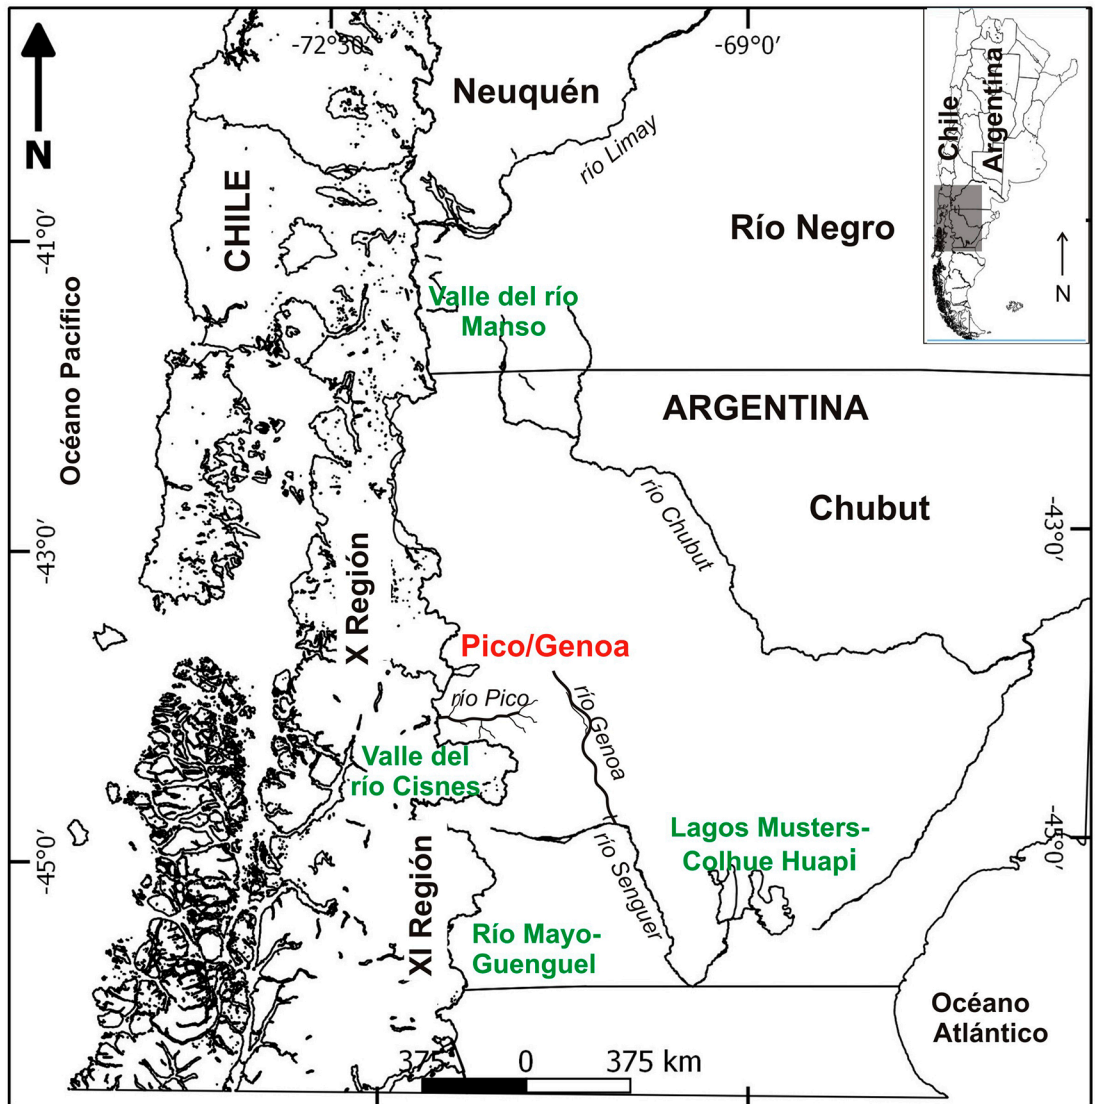 -72°30′
-69°0′
Neuquén
río Limay
N
CHILE
Chile
Argentina
N
-41°0′
Río Negro
Océano Pacífico
Valle del río
Manso
ARGENTINA
río Chubut
Chubut
-43°0′
-43°0′
X Región
Pico/Genoa
río Pico
río Genoa
Valle del
río Cisnes
Lagos Musters-
Colhue Huapi
-45°0′
-45°0′
río Senguer
XI Región
Río Mayo-
Guenguel
Océano
Atlántico
375 0 375 km